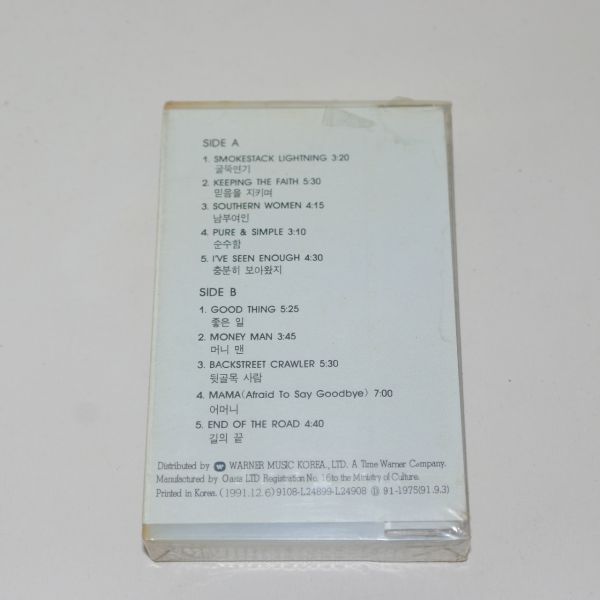 SIDE A
1. SMOKESTACK LIGHTNING 3:20
굴뚝연기
2. KEEPING THE FAITH 5:30
믿음을 지키며
3. SOUTHERN WOMEN 4:15
남부여인
4. PURE & SIMPLE 3:10
순수함
5. I'VE SEEN ENOUGH 4:30
충분히 보아왔지
SIDE B
1. GOOD THING 5:25
좋은 일
2. MONEY MAN 3:45
머니 맨
3. BACKSTREET CRAWLER 5:30
뒷골목 사람
4. MAMA(Afraid To Say Goodbye) 7:00
어머니
5. END OF THE ROAD 4:40
길의 끝
Distributed by WARNER MUSIC KOREA., LTD. A Time Warner Company.
Manufactured by Oasis LTD Registration No. 16 to the Ministry of Culture.
Printed in Korea. (1991.12.6) 9108-L24899-L24908 Ⓓ 91-1975(91.9.3)